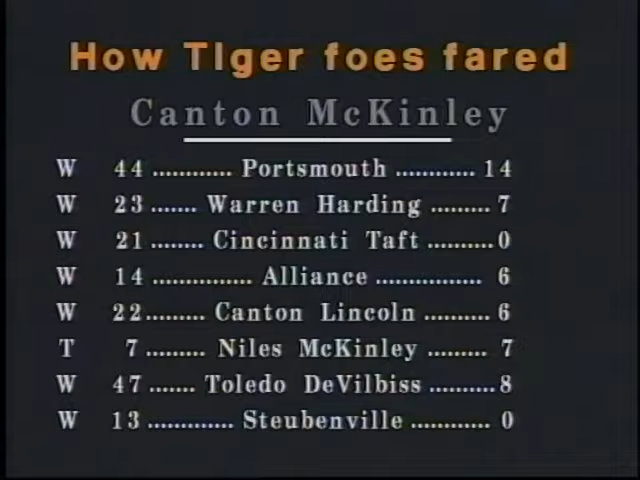 How TIger foes fared
Canton McKinley
W 44 ............ Portsmouth ............ 14
W 23 ....... Warren Harding ......... 7
W 21 ........ Cincinnati Taft .......... 0
W 14 ............... Alliance ................ 6
W 22 ......... Canton Lincoln .......... 6
T 7 ......... Niles McKinley ......... 7
W 47 ....... Toledo DeVilbiss .......... 8
W 13 ............. Steubenville ............ 0